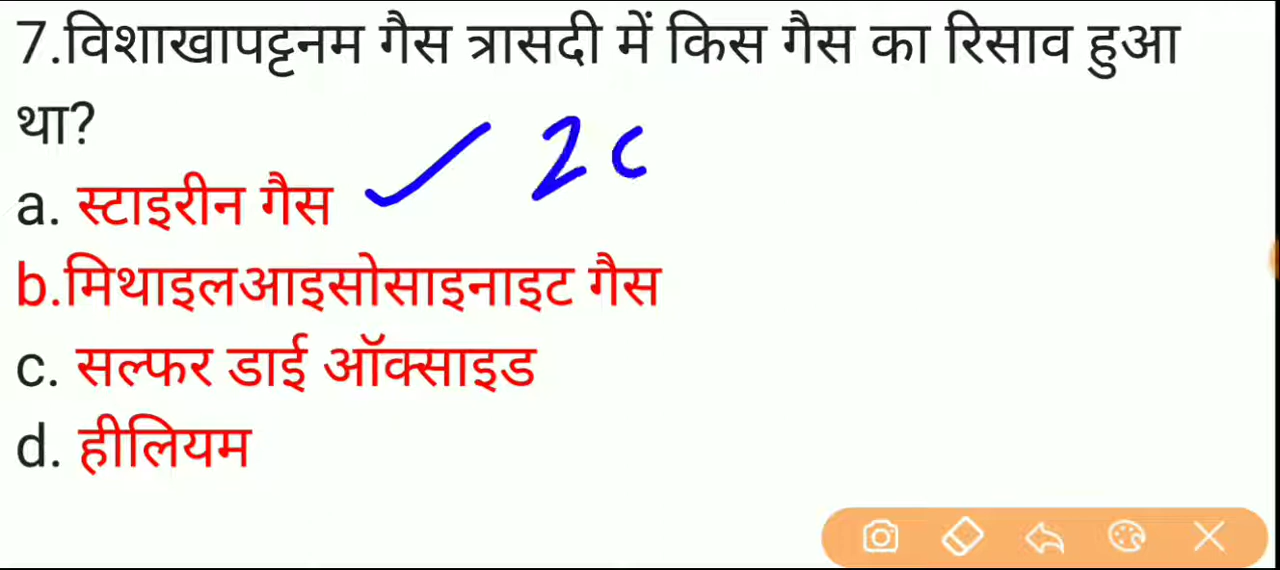 7.विशाखापट्टनम गैस त्रासदी में किस गैस का रिसाव हुआ
था?
2c
a. स्टाइरीन गैस
b.मिथाइलआइसोसाइनाइट गैस
c. सल्फर डाई ऑक्साइड
d. हीलियम